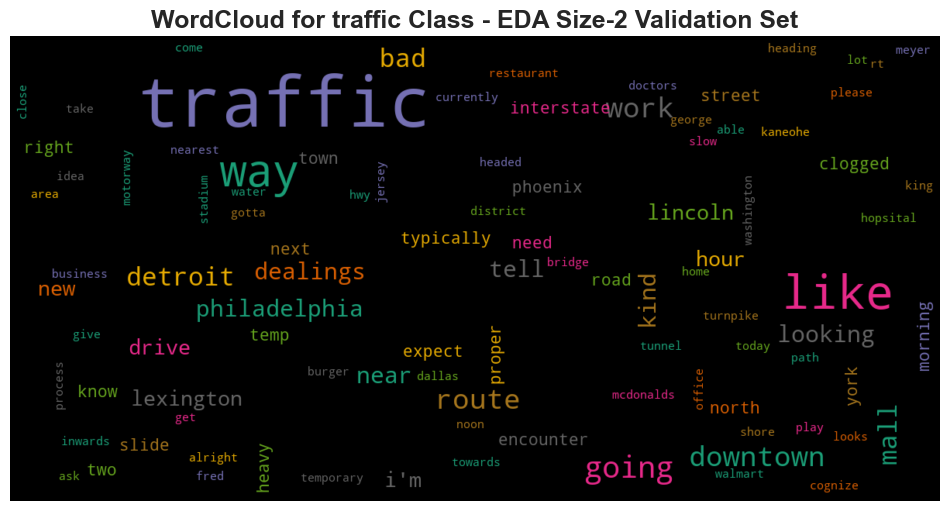 WordCloud for traffic Class - EDA Size-2 Validation Set
come
heading
meyer
bad
lot
rt
restaurant
traffic
doctors
close
currently
street
please
take
interstate
work
george
able
kaneohe
slow
right
nearest
town
headed
clogged
motorway
way
idea
jersey
phoenix
king
area
stadium
water
hwy
washington
gotta
district
lincoln
hopsital
typically
need
next
hour
business
detroit
dealings
tell
bridge
home
new
road
kind
like
philadelphia
turnpike
give
temp
looking
morning
drive
expect
proper
tunnel
today
path
process
burger
near
dallas
know
lexington
route
mcdonalds
office
north
york
get
noon
shore
play
looks
mall
inwards
slide
encounter
alright
heavy
towards
going
downtown
ask
two
fred
temporary
i'm
walmart
cognize